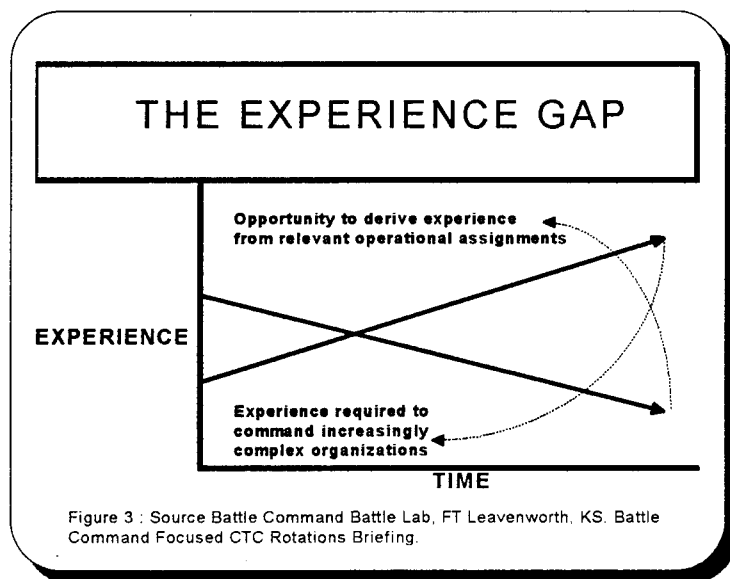 THE EXPERIENCE GAP
Opportunity to derive experience
from relevant operational assignments
EXPERIENCE
Experience required to
command increasingly
complex organizations
TIME
Figure 3 : Source Battle Command Battle Lab, FT Leavenworth, KS. Battle
Command Focused CTC Rotations Briefing.